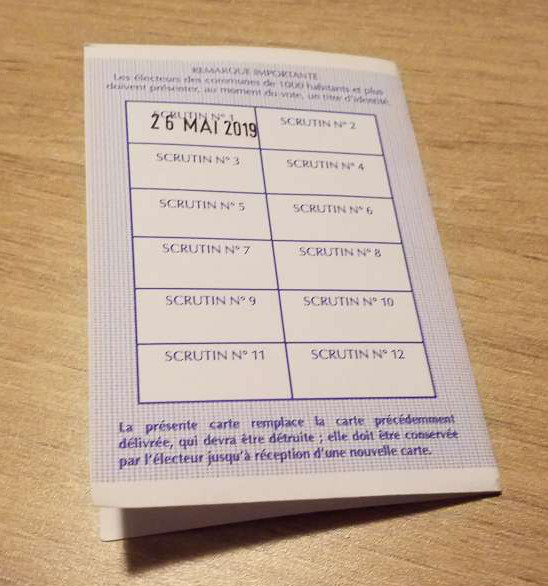 REMARQUE IMPORTANTE
Les électeurs des communes de 1000 habitants et plus
doivent présenter, au moment du vote, un titre d'identité.
SCRUTIN N° 1
26 MAI 2019
SCRUTIN N° 2
SCRUTIN N° 3
SCRUTIN N° 4
SCRUTIN N° 5
SCRUTIN N° 6
SCRUTIN N° 7
SCRUTIN N° 8
SCRUTIN N° 9
SCRUTIN N° 10
SCRUTIN N° 11
SCRUTIN N° 12
La présente carte remplace la carte précédemment
délivrée, qui devra être détruite ; elle doit être conservée
par l'électeur jusqu'à réception d'une nouvelle carte.